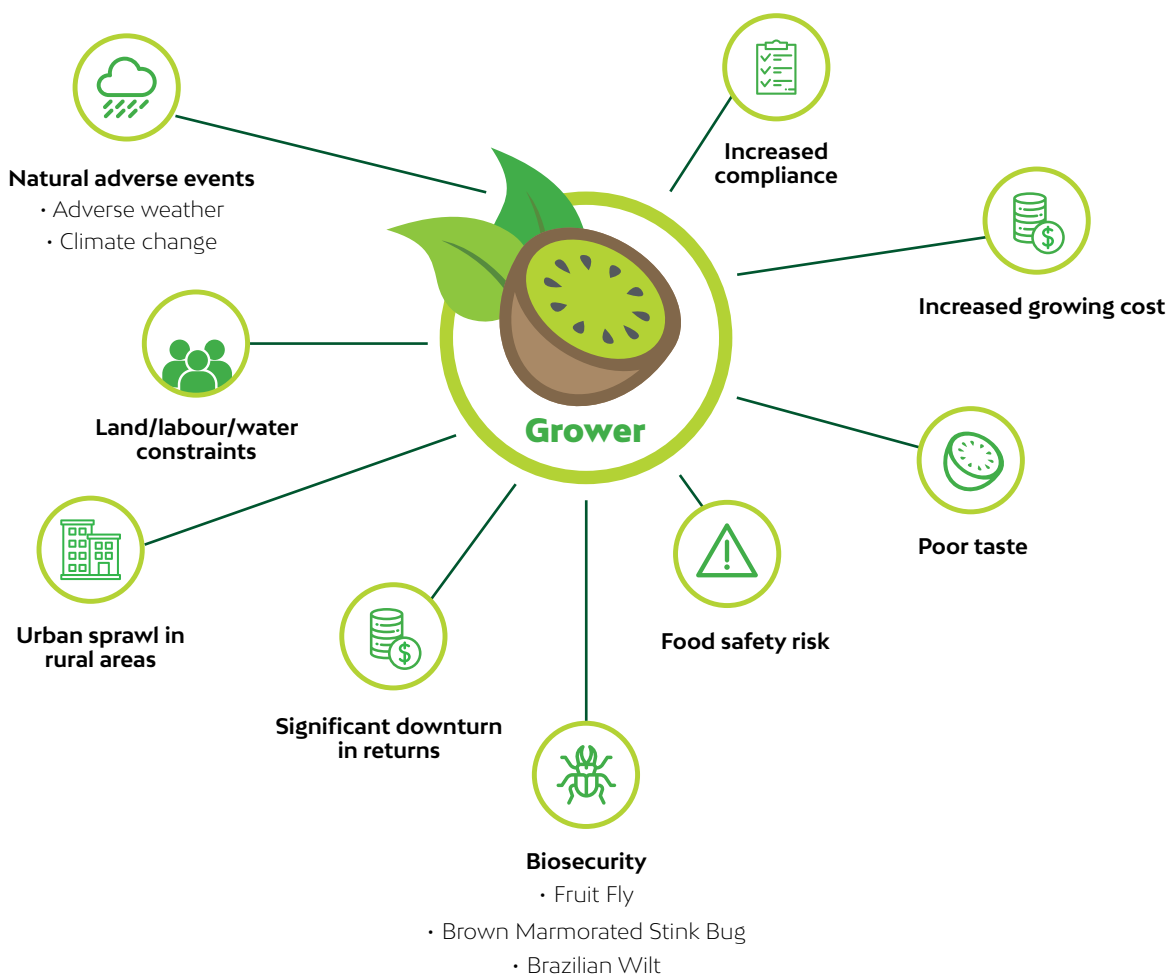 Natural adverse events
• Adverse weather
• Climate change
Increased
compliance
Increased growing cost
Land/labour/water
constraints
Grower
Poor taste
Urban sprawl in
rural areas
Food safety risk
Significant downturn
in returns
Biosecurity
• Fruit Fly
• Brown Marmorated Stink Bug
• Brazilian Wilt